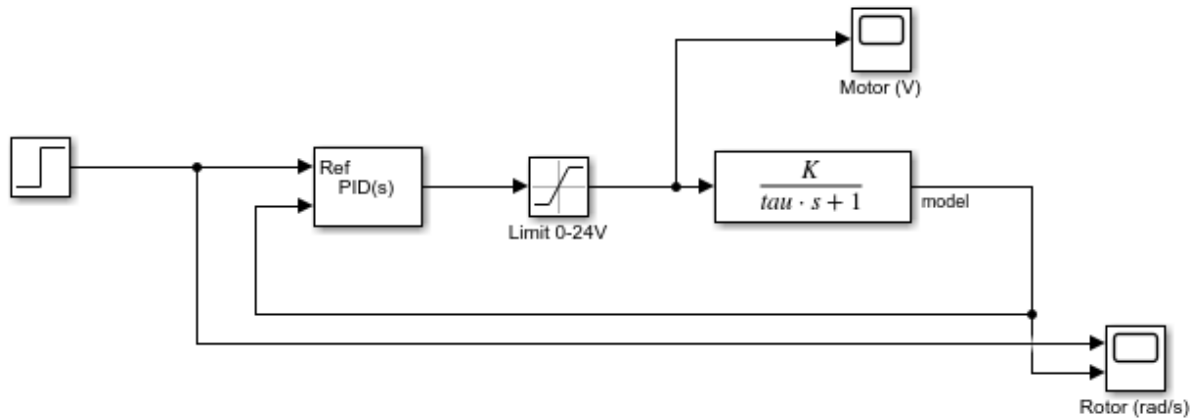 Motor (V)
Ref
PID(s)
Limit 0-24V
K
tau · s + 1
model
Rotor (rad/s)